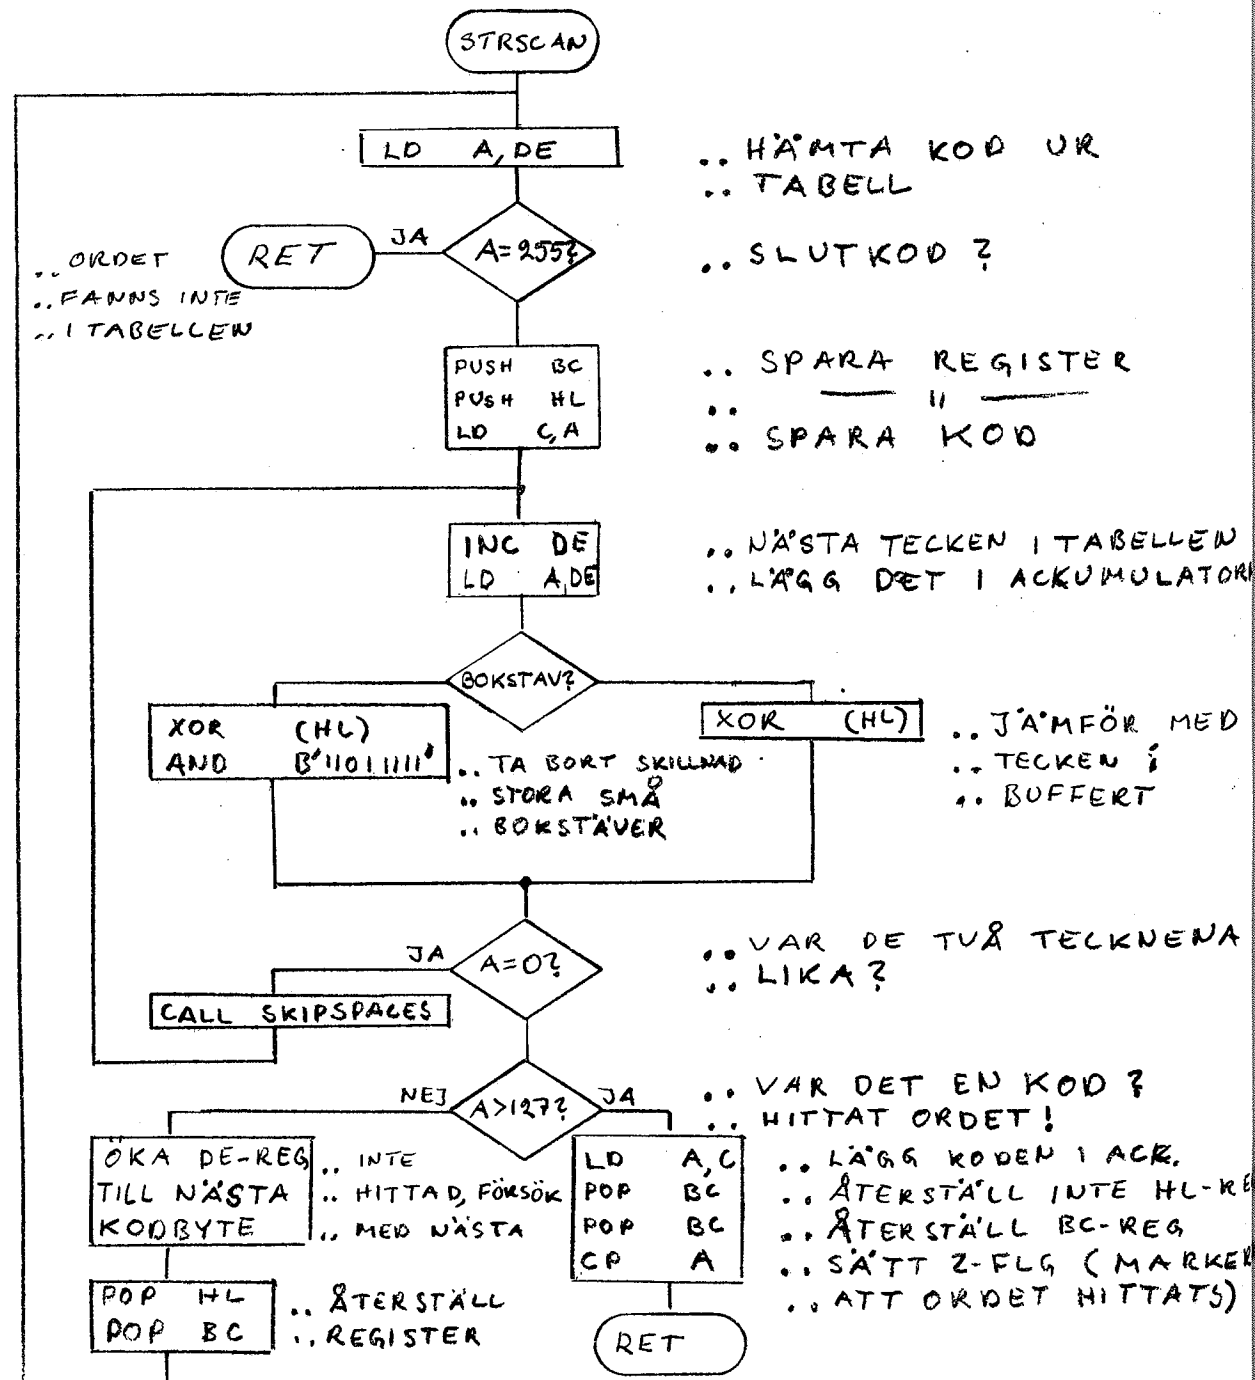 STRSCAN
LD A,DE
.. HÄMTA KOD UR
.. TABELL
.. ORDET
.. FANNS INTE
.. I TABELLEN
RET
JA
A=255?
.. SLUTKOD ?
PUSH BC
PUSH HL
LD C,A
.. SPARA REGISTER
.. —— " ——
.. SPARA KOD
INC DE
LD A,DE
.. NÄSTA TECKEN I TABELLEN
.. LÄGG DET I ACKUMULATOR
BOKSTAV?
XOR (HL)
AND B'11011111'
.. TA BORT SKILLNAD
.. STORA SMÅ
.. BOKSTÄVER
XOR (HL)
.. JÄMFÖR MED
.. TECKEN i
.. BUFFERT
JA
A=0?
.. VAR DE TVÅ TECKNENA
.. LIKA?
CALL SKIPSPACES
NEJ
A>127?
JA
.. VAR DET EN KOD ?
.. HITTAT ORDET!
ÖKA DE-REG
TILL NÄSTA
KODBYTE
.. INTE
.. HITTAD, FÖRSÖK
.. MED NÄSTA
LD A,C
POP BC
POP BC
CP A
.. LÄGG KODEN I ACK.
.. ÅTERSTÄLL INTE HL-RE
.. ÅTERSTÄLL BC-REG
.. SÄTT Z-FLG (MARKER
.. ATT ORDET HITTATS)
POP HL
POP BC
.. ÅTERSTÄLL
.. REGISTER
RET